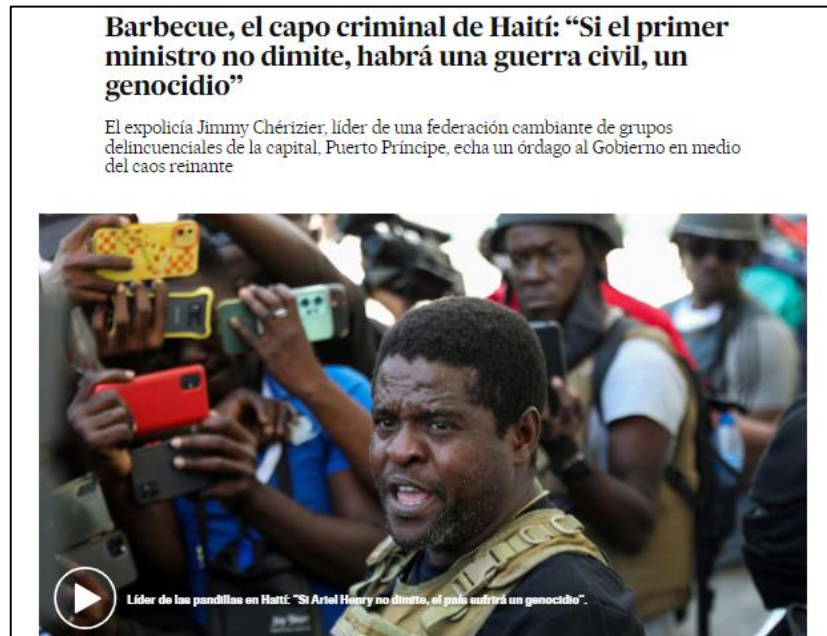 Barbecue, el capo criminal de Haití: “Si el primer
ministro no dimite, habrá una guerra civil, un
genocidio”
El expolicía Jimmy Chérizier, líder de una federación cambiante de grupos
delincuenciales de la capital, Puerto Príncipe, echa un órdago al Gobierno en medio
del caos reinante
Líder de las pandillas en Haití: "Si Ariel Henry no dimite, el país sufrirá un genocidio".